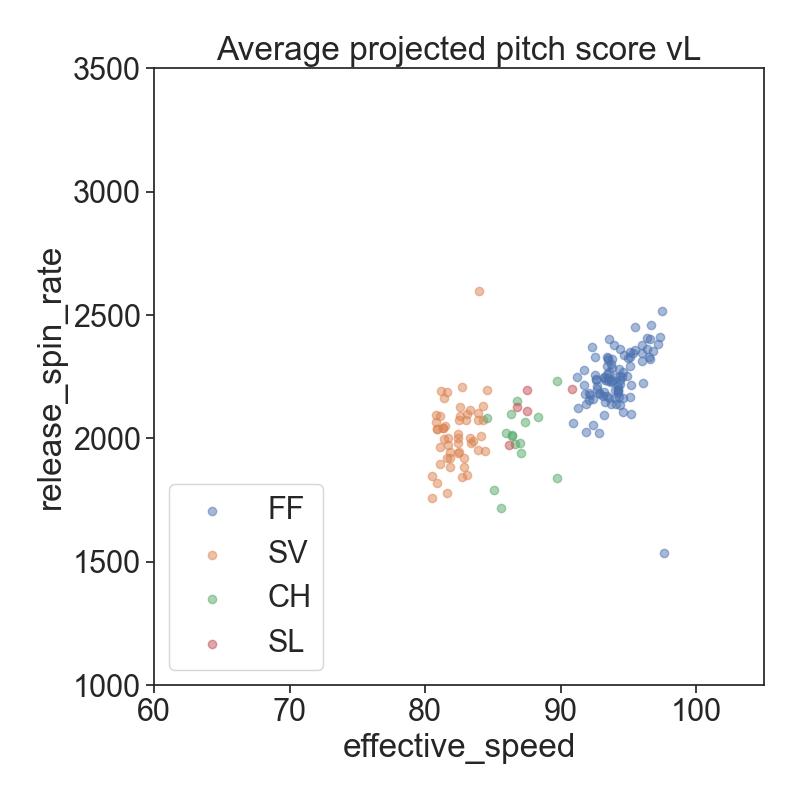 Average projected pitch score vL
3500
3000
2500
2000
1500
1000
release_spin_rate
FF
SV
CH
SL
60
70
80
90
100
effective_speed